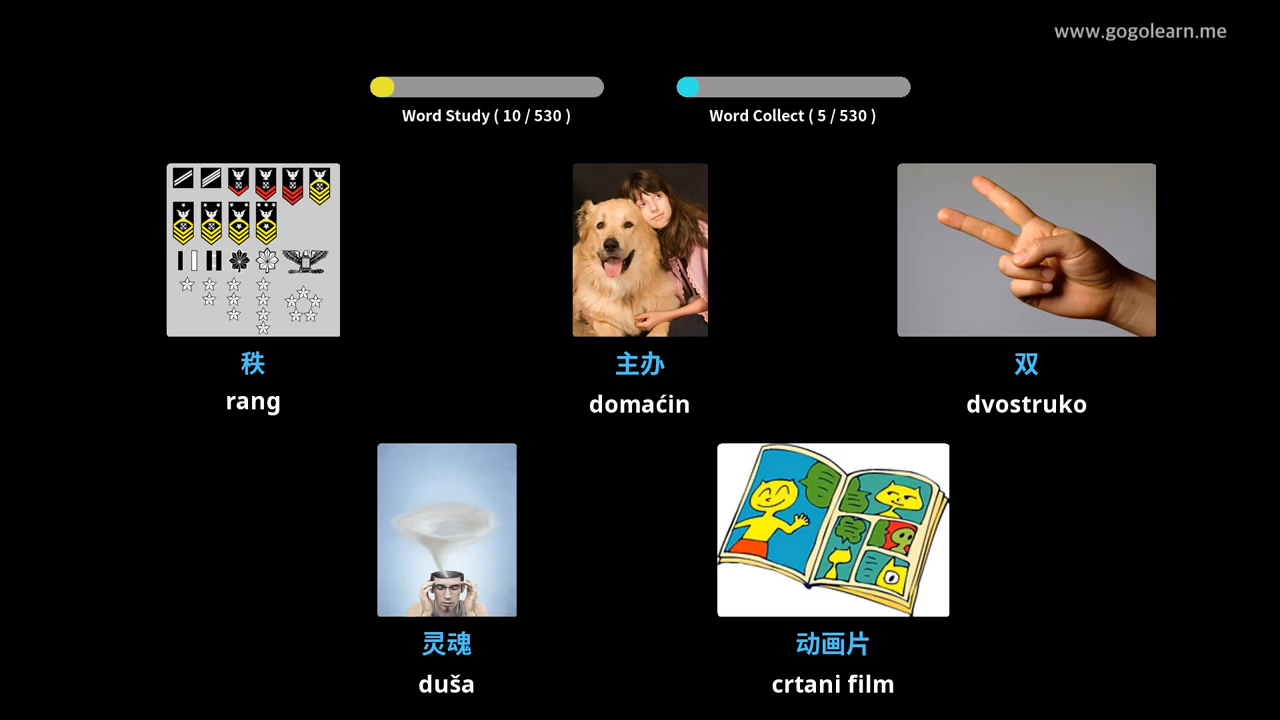 www.gogolearn.me
Word Study ( 10 / 530 )
Word Collect ( 5 / 530 )
秩
rang
主办
domaćin
双
dvostruko
灵魂
duša
动画片
crtani film